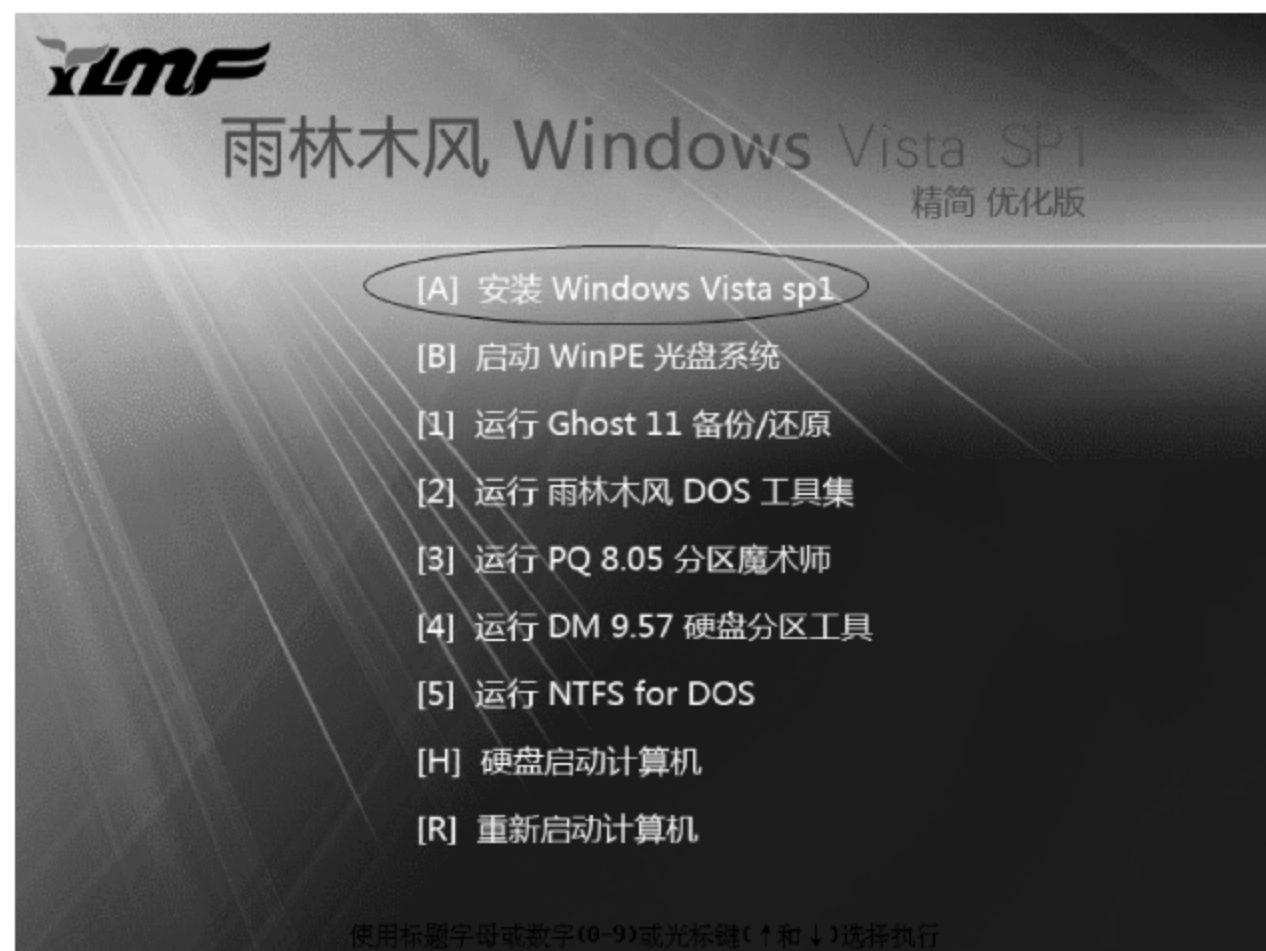 YLMF
雨林木风 Windows Vista SP1
精简 优化版
[A] 安装 Windows Vista sp1
[B] 启动 WinPE 光盘系统
[1] 运行 Ghost 11 备份/还原
[2] 运行 雨林木风 DOS 工具集
[3] 运行 PQ 8.05 分区魔术师
[4] 运行 DM 9.57 硬盘分区工具
[5] 运行 NTFS for DOS
[H] 硬盘启动计算机
[R] 重新启动计算机
使用标题字母或数字(0-9)或光标键(↑和↓)选择执行